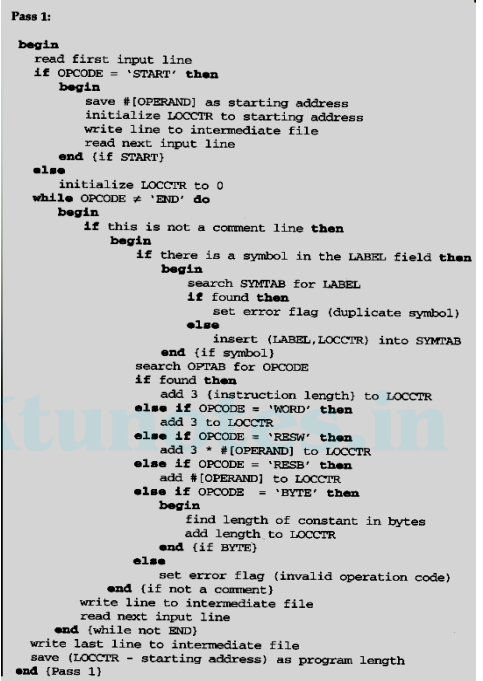 Pass 1:
begin
read first input line
if OPCODE = 'START' then
begin
save #[OPERAND] as starting address
initialize LOCCTR to starting address
write line to intermediate file
read next input line
end {if START}
else
initialize LOCCTR to 0
while OPCODE ≠ 'END' do
begin
if this is not a comment line then
begin
if there is a symbol in the LABEL field then
begin
search SYMTAB for LABEL
if found then
set error flag (duplicate symbol)
else
insert (LABEL,LOCCTR) into SYMTAB
end {if symbol}
search OPTAB for OPCODE
if found then
add 3 {instruction length} to LOCCTR
else if OPCODE = 'WORD' then
add 3 to LOCCTR
else if OPCODE = 'RESW' then
add 3 * #[OPERAND] to LOCCTR
else if OPCODE = 'RESB' then
add #[OPERAND] to LOCCTR
else if OPCODE = 'BYTE' then
begin
find length of constant in bytes
add length to LOCCTR
end {if BYTE}
else
set error flag (invalid operation code)
end {if not a comment}
write line to intermediate file
read next input line
end {while not END}
write last line to intermediate file
save (LOCCTR - starting address) as program length
end {Pass 1}